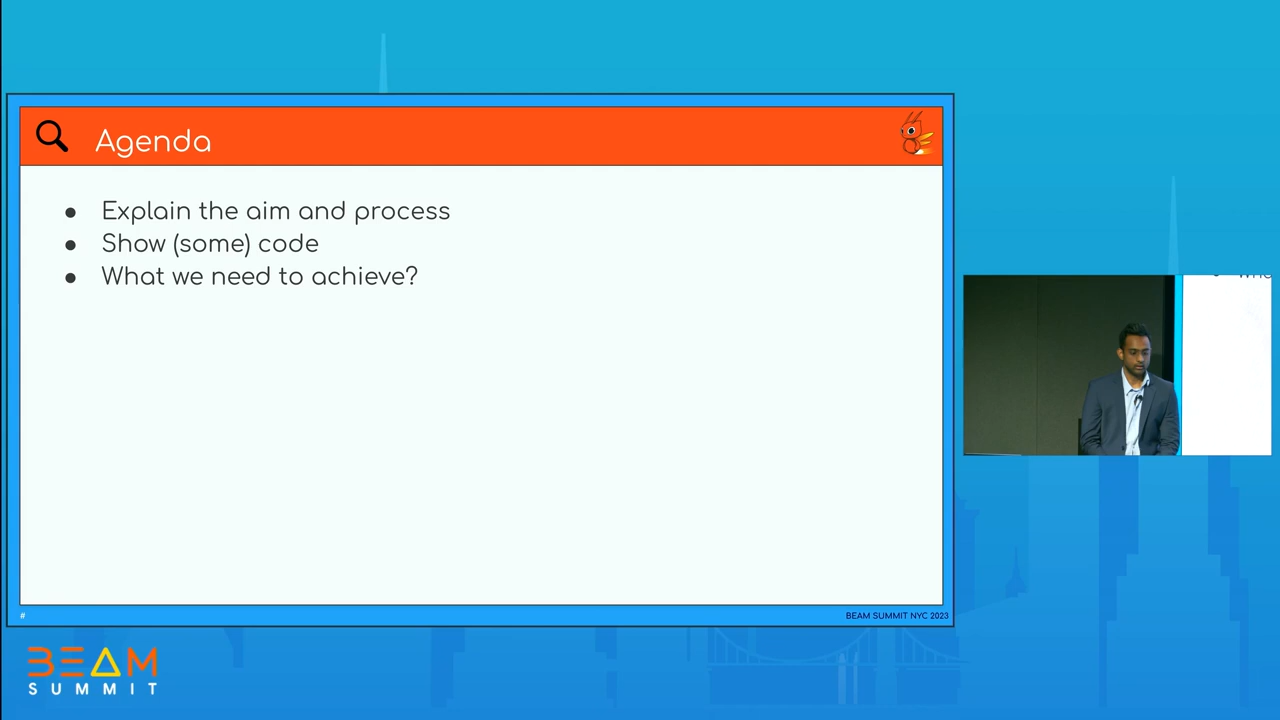 Agenda
● Explain the aim and process
● Show (some) code
● What we need to achieve?
#
BEAM SUMMIT NYC 2023
BEAM
SUMMIT